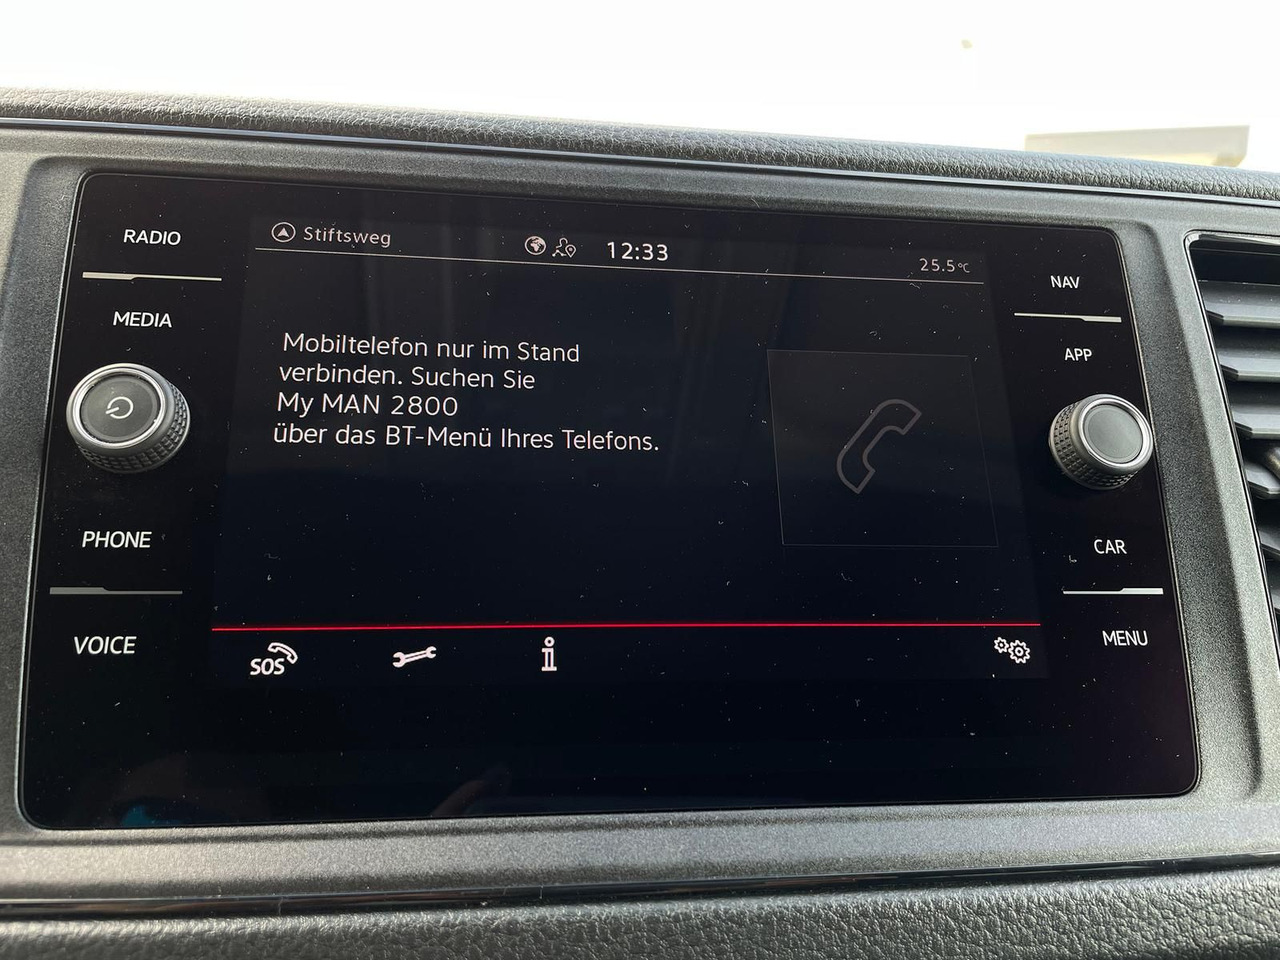 RADIO
MEDIA
PHONE
VOICE
Stiftsweg
12:33
25.5°C
Mobiltelefon nur im Stand
verbinden. Suchen Sie
My MAN 2800
über das BT-Menü Ihres Telefons.
SOS
NAV
APP
CAR
MENU